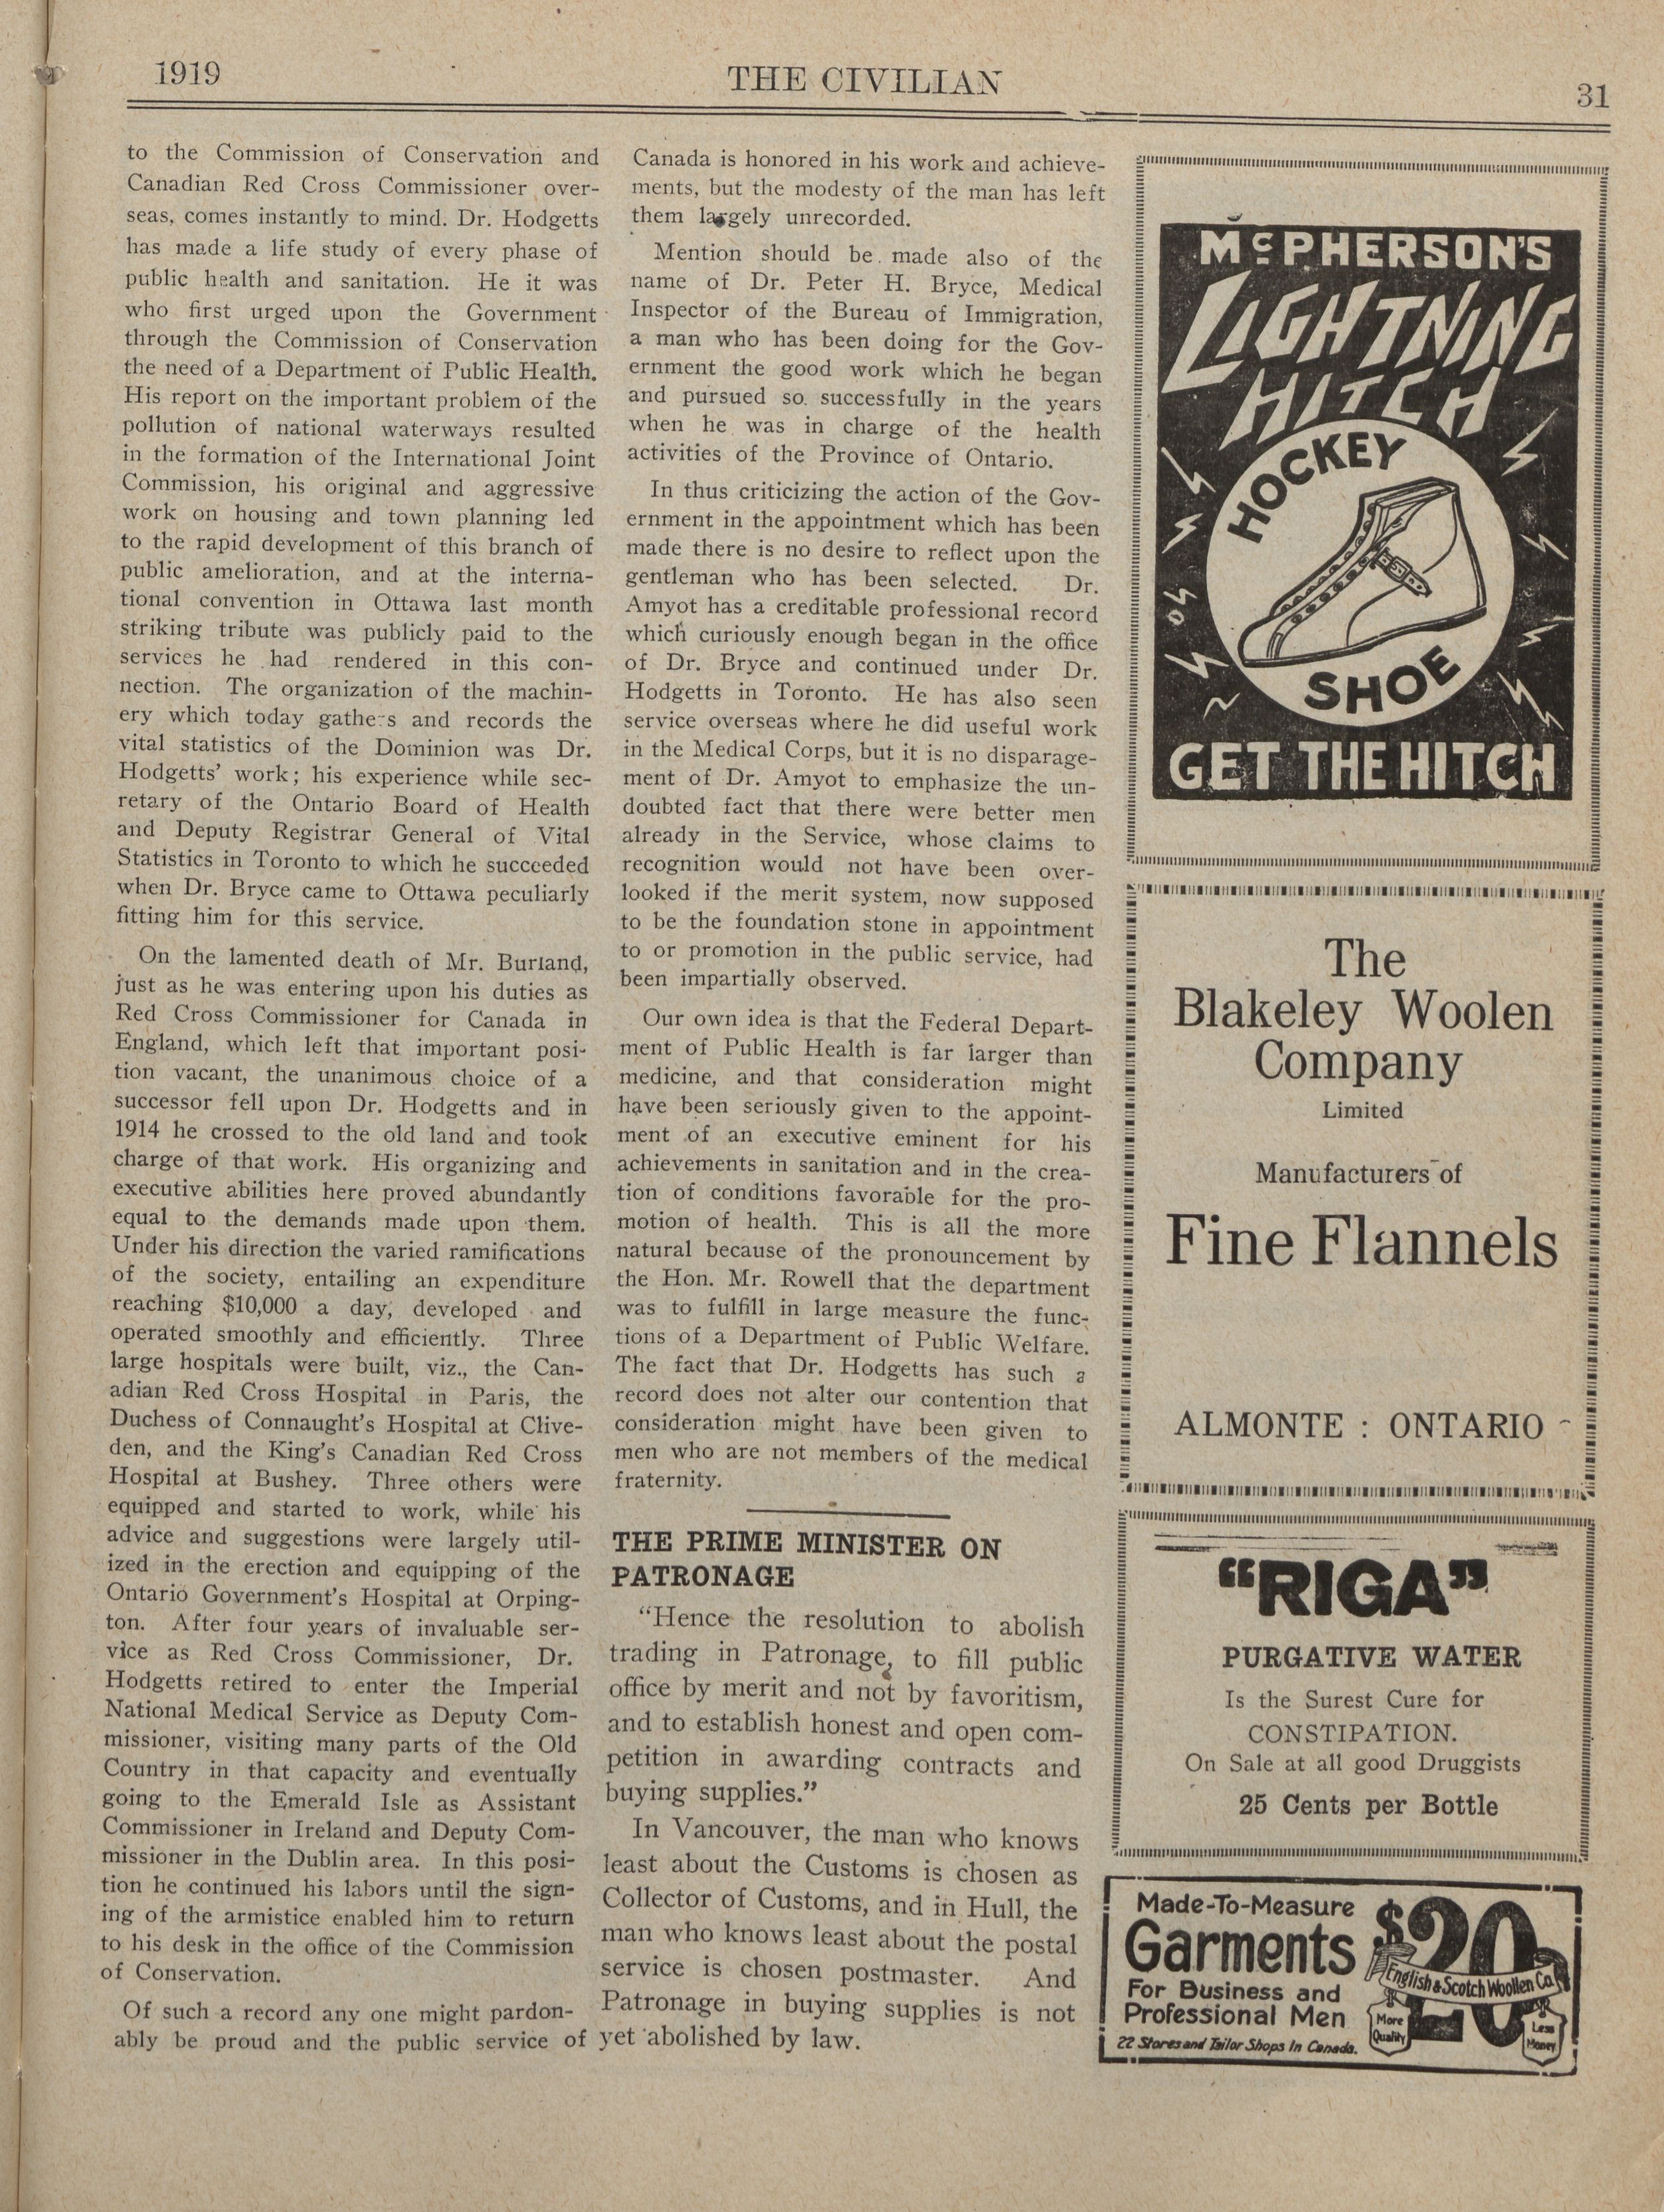 1919
THE CIVILIAN
31
to the Commission of Conservation and
Canadian Red Cross Commissioner over-
seas, comes instantly to mind. Dr. Hodgetts
has made a life study of every phase of
public health and sanitation. He it was
who first urged upon the Government
through the Commission of Conservation
the need of a Department of Public Health.
His report on the important problem of the
pollution of national waterways resulted
in the formation of the International Joint
Commission, his original and aggressive
work on housing and town planning led
to the rapid development of this branch of
public amelioration, and at the interna-
tional convention in Ottawa last month
striking tribute was publicly paid to the
services he had rendered in this con-
nection. The organization of the machin-
ery which today gathers and records the
vital statistics of the Dominion was Dr.
Hodgetts' work; his experience while sec-
retary of the Ontario Board of Health
and Deputy Registrar General of Vital
Statistics in Toronto to which he succeeded
when Dr. Bryce came to Ottawa peculiarly
fitting him for this service.
On the lamented death of Mr. Burland,
just as he was entering upon his duties as
Red Cross Commissioner for Canada in
England, which left that important posi-
tion vacant, the unanimous choice of a
successor fell upon Dr. Hodgetts and in
1914 he crossed to the old land and took
charge of that work. His organizing and
executive abilities here proved abundantly
equal to the demands made upon them.
Under his direction the varied ramifications
of the society, entailing an expenditure
reaching $10,000 a day, developed and
operated smoothly and efficiently. Three
large hospitals were built, viz., the Can-
adian Red Cross Hospital in Paris, the
Duchess of Connaught's Hospital at Clive-
den, and the King's Canadian Red Cross
Hospital at Bushey. Three others were
equipped and started to work, while his
advice and suggestions were largely util-
ized in the erection and equipping of the
Ontario Government's Hospital at Orping-
ton. After four years of invaluable ser-
vice as Red Cross Commissioner, Dr.
Hodgetts retired to enter the Imperial
National Medical Service as Deputy Com-
missioner, visiting many parts of the Old
Country in that capacity and eventually
going to the Emerald Isle as Assistant
Commissioner in Ireland and Deputy Com-
missioner in the Dublin area. In this posi-
tion he continued his labors until the sign-
ing of the armistice enabled him to return
to his desk in the office of the Commission
of Conservation.
Of such a record any one might pardon-
ably be proud and the public service of
Canada is honored in his work and achieve-
ments, but the modesty of the man has left
them largely unrecorded.
Mention should be made also of the
name of Dr. Peter H. Bryce, Medical
Inspector of the Bureau of Immigration,
a man who has been doing for the Gov-
ernment the good work which he began
and pursued so. successfully in the years
when he was in charge of the health
activities of the Province of Ontario.
In thus criticizing the action of the Gov-
ernment in the appointment which has been
made there is no desire to reflect upon the
gentleman who has been selected. Dr.
Amyot has a creditable professional record
which curiously enough began in the office
of Dr. Bryce and continued under Dr.
Hodgetts in Toronto. He has also seen
service overseas where he did useful work
in the Medical Corps, but it is no disparage-
ment of Dr. Amyot to emphasize the un-
doubted fact that there were better men
already in the Service, whose claims to
recognition would not have been over-
looked if the merit system, now supposed
to be the foundation stone in appointment
to or promotion in the public service, had
been impartially observed.
Our own idea is that the Federal Depart-
ment of Public Health is far larger than
medicine, and that consideration might
have been seriously given to the appoint-
ment of an executive eminent for his
achievements in sanitation and in the crea-
tion of conditions favorable for the pro-
motion of health. This is all the more
natural because of the pronouncement by
the Hon. Mr. Rowell that the department
was to fulfill in large measure the func-
tions of a Department of Public Welfare.
The fact that Dr. Hodgetts has such a
record does not alter our contention that
consideration might have been given to
men who are not members of the medical
fraternity.
THE PRIME MINISTER ON
PATRONAGE
"Hence the resolution to abolish
trading in Patronage, to fill public
office by merit and not by favoritism,
and to establish honest and open com-
petition in awarding contracts and
buying supplies."
In Vancouver, the man who knows
least about the Customs is chosen as
Collector of Customs, and in Hull, the
man who knows least about the postal
service is chosen postmaster. And
Patronage in buying supplies is not
yet abolished by law.
McPHERSON'S
LIGHTNING
HITCH
HOCKEY
SHOE
GET THE HITCH
The
Blakeley Woolen
Company
Limited
Manufacturers of
Fine Flannels
ALMONTE : ONTARIO
"RIGA"
PURGATIVE WATER
Is the Surest Cure for
CONSTIPATION.
On Sale at all good Druggists
25 Cents per Bottle
Made-To-Measure
Garments
For Business and
Professional Men
22 Stores and Tailor Shops In Canada.
$20
English & Scotch Woollen Co.
More
Quality
Less
Money